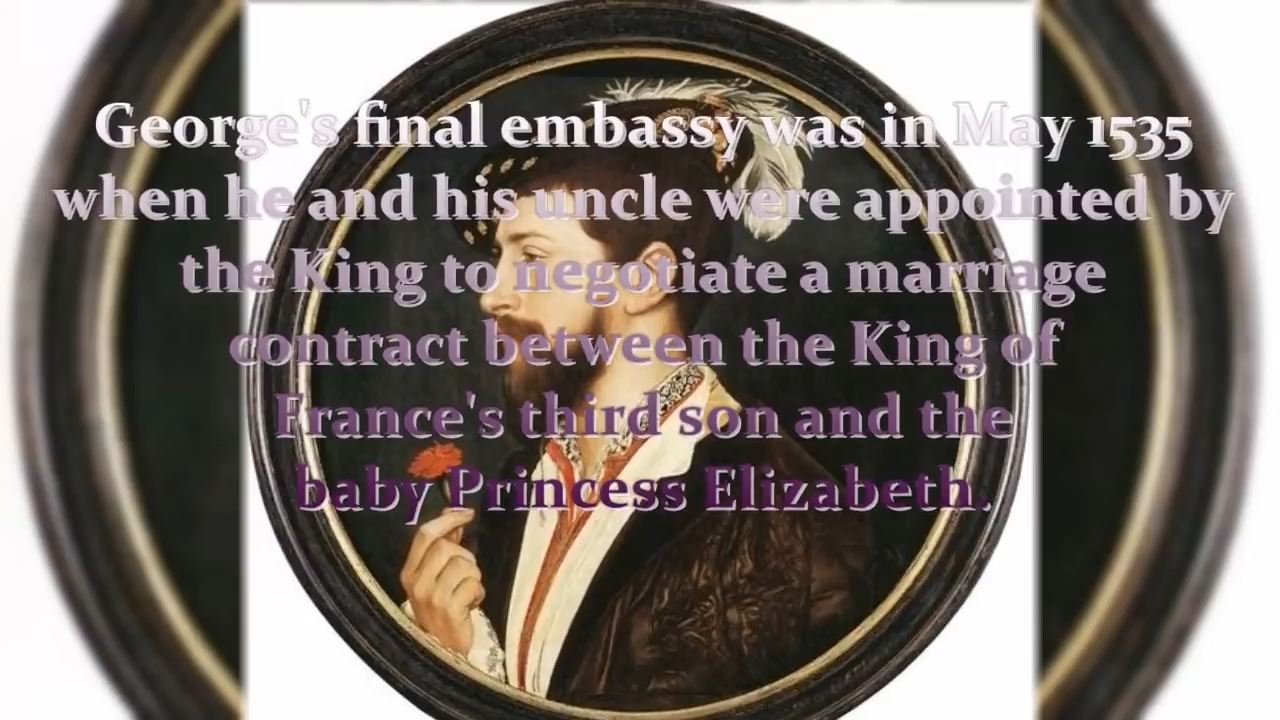 George's final embassy was in May 1535
when he and his uncle were appointed by
the King to negotiate a marriage
contract between the King of
France's third son and the
baby Princess Elizabeth.